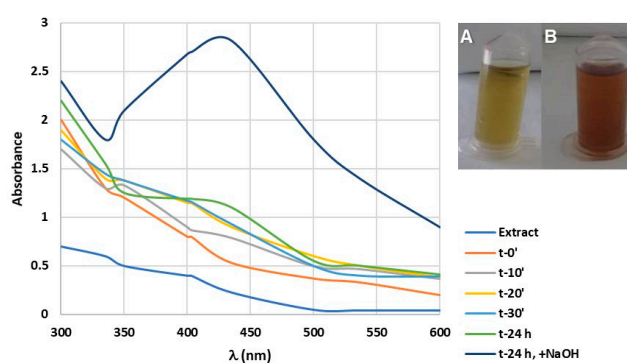 3
2.5
2
1.5
1
0.5
0
Absorbance
300 350 400 450 500 550 600
λ (nm)
A B
Extract
t-0'
t-10'
t-20'
t-30'
t-24 h
t-24 h, +NaOH